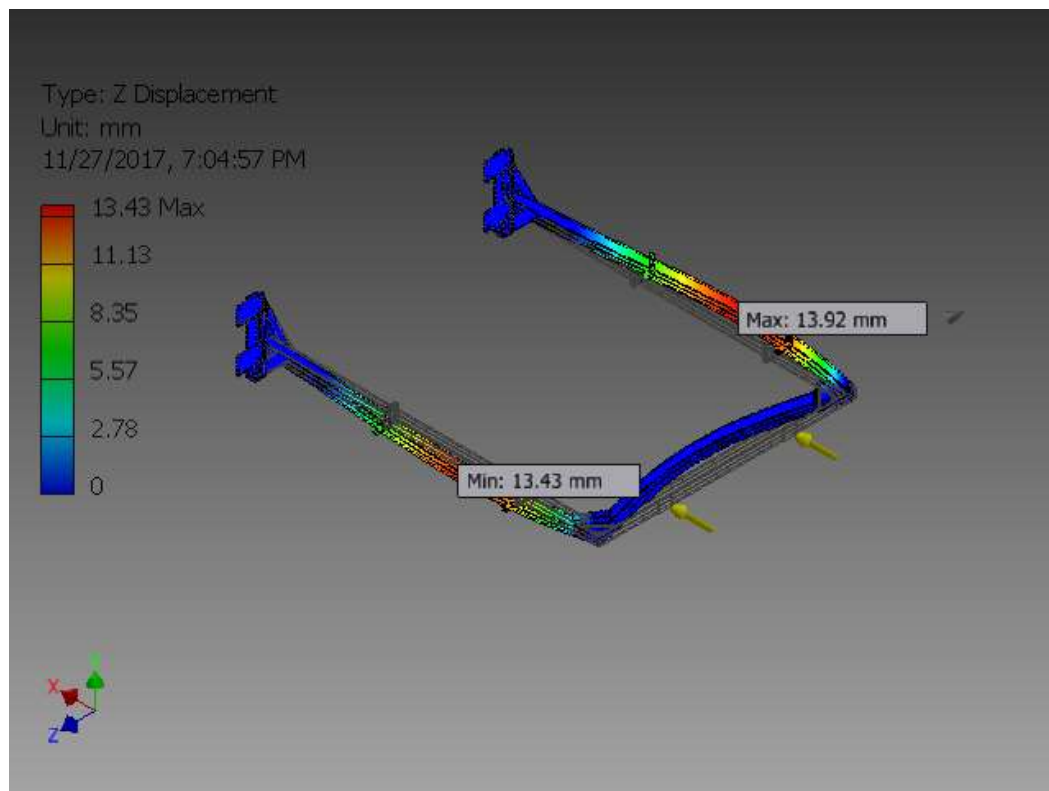 Type: Z Displacement
Unit: mm
11/27/2017, 7:04:57 PM
13.43 Max
11.13
8.35
5.57
2.78
0
Max: 13.92 mm
Min: 13.43 mm
Y
X
Z